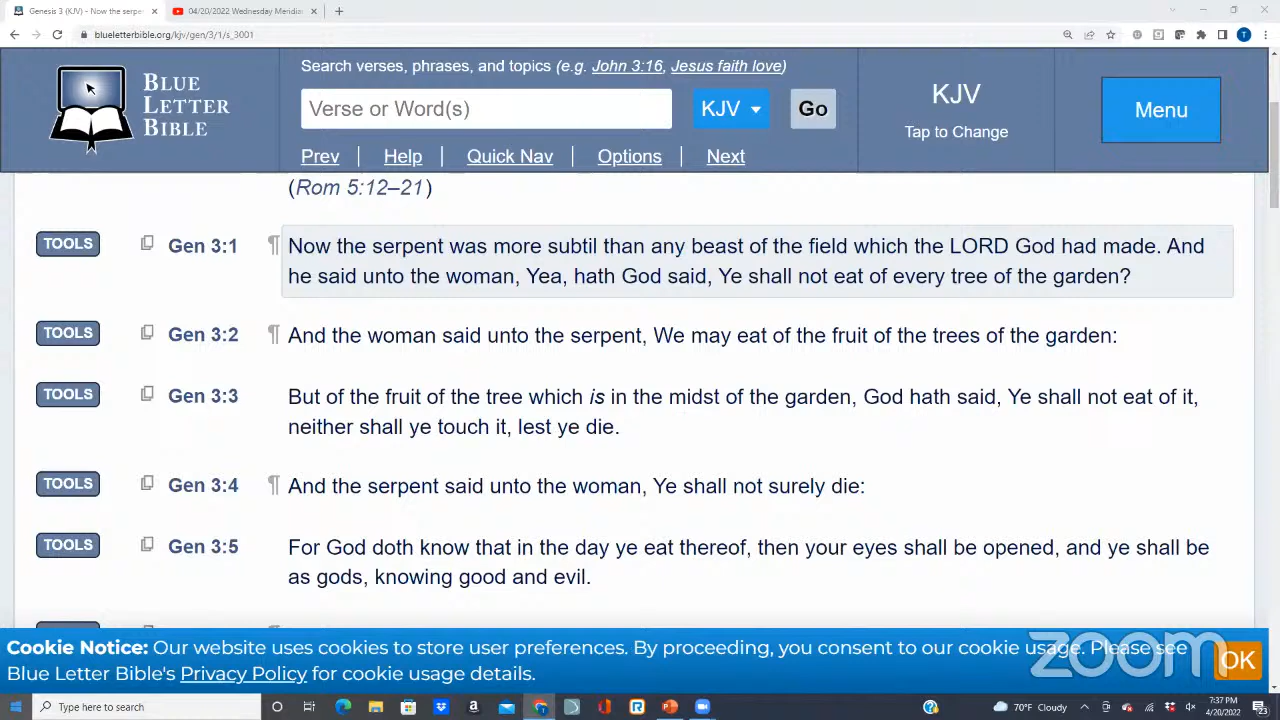 Genesis 3 (KJV) - Now the serpe
04/20/2022 Wednesday Meridia
blueletterbible.org/kjv/gen/3/1/s_3001
T
Search verses, phrases, and topics (e.g. John 3:16, Jesus faith love)
BLUE
LETTER
BIBLE
Verse or Word(s)
KJV
Go
KJV
Tap to Change
Menu
Prev | Help | Quick Nav | Options | Next
(Rom 5:12–21)
TOOLS Gen 3:1 ¶ Now the serpent was more subtil than any beast of the field which the LORD God had made. And
he said unto the woman, Yea, hath God said, Ye shall not eat of every tree of the garden?
TOOLS Gen 3:2 ¶ And the woman said unto the serpent, We may eat of the fruit of the trees of the garden:
TOOLS Gen 3:3 But of the fruit of the tree which is in the midst of the garden, God hath said, Ye shall not eat of it,
neither shall ye touch it, lest ye die.
TOOLS Gen 3:4 ¶ And the serpent said unto the woman, Ye shall not surely die:
TOOLS Gen 3:5 For God doth know that in the day ye eat thereof, then your eyes shall be opened, and ye shall be
as gods, knowing good and evil.
Cookie Notice: Our website uses cookies to store user preferences. By proceeding, you consent to our cookie usage. Please see
Blue Letter Bible's Privacy Policy for cookie usage details.
OK
zoom
Type here to search
70°F Cloudy
7:37 PM
4/20/2022
23